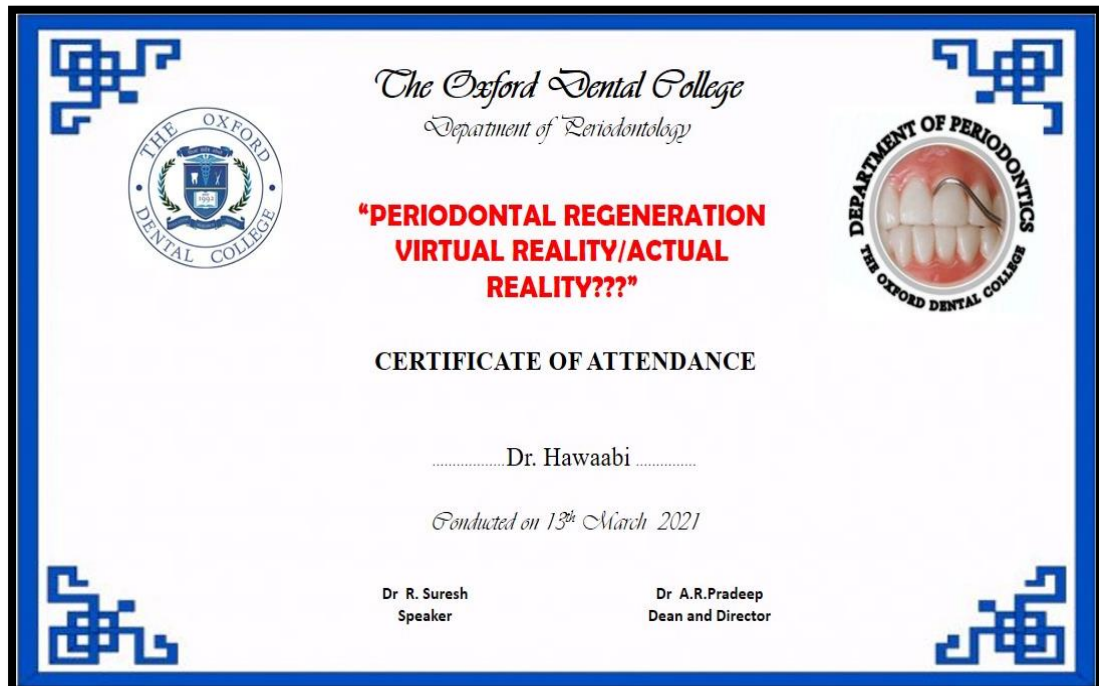 The Oxford Dental College
Department of Periodontology
THE OXFORD
DENTAL COLLEGE
1992
DEPARTMENT OF PERIODONTICS
THE OXFORD DENTAL COLLEGE
“PERIODONTAL REGENERATION
VIRTUAL REALITY/ACTUAL
REALITY???”
CERTIFICATE OF ATTENDANCE
...................Dr. Hawaabi ................
Conducted on 13th March 2021
Dr R. Suresh
Speaker
Dr A.R.Pradeep
Dean and Director